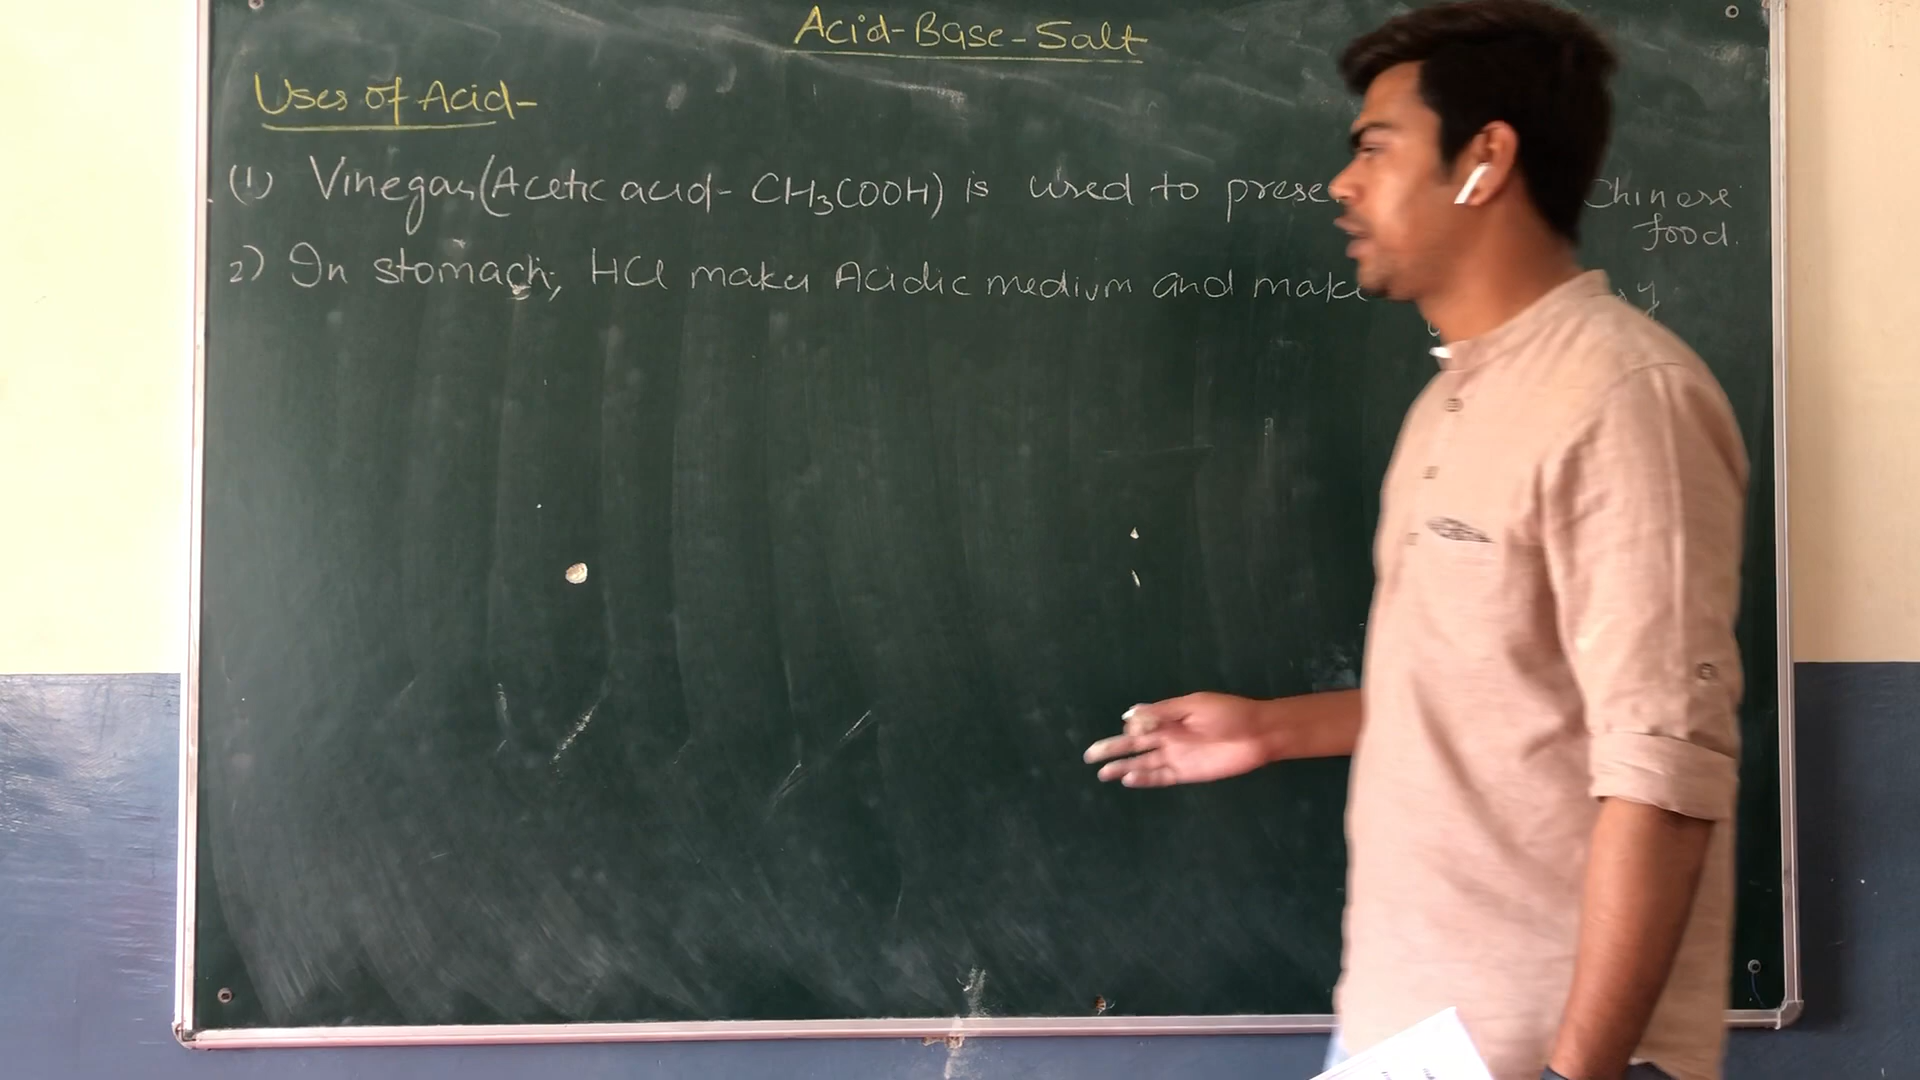 Acid-Base-Salt
Uses of Acid-
(1) Vinegar (Acetic acid- CH₃COOH) is used to prese Chinese
food.
2) In stomach, HCl makes Acidic medium and make